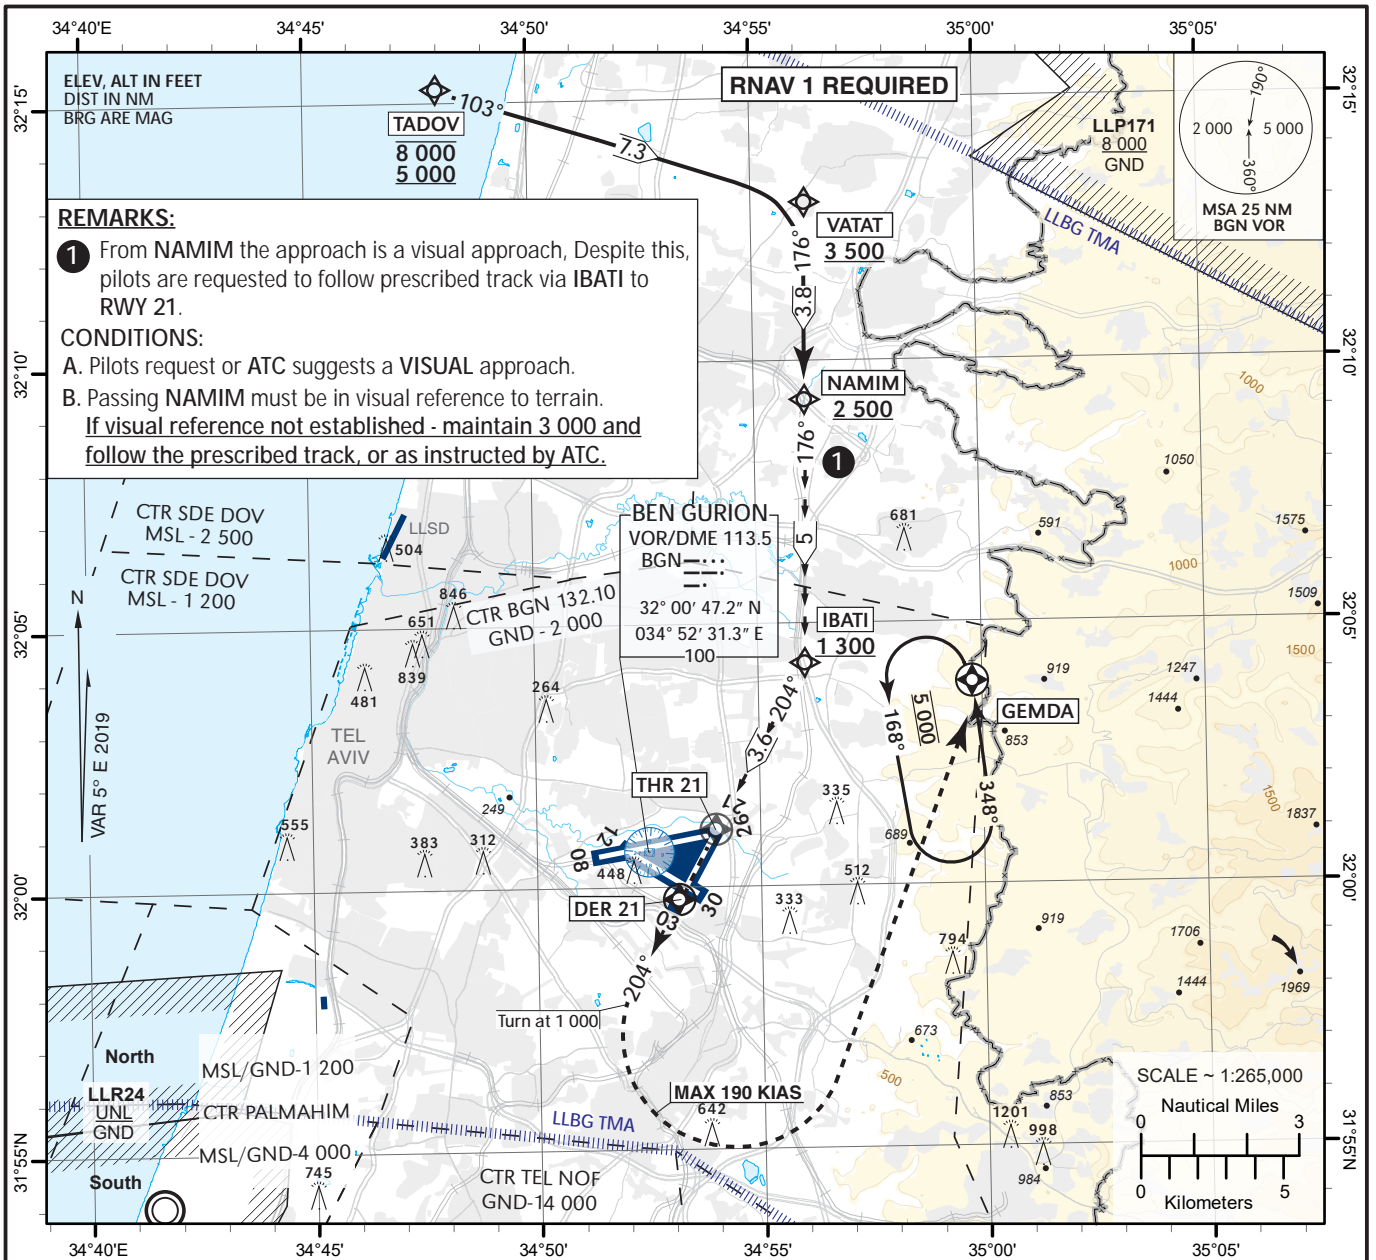 34°40'E
34°45'
34°50'
34°55'
35°00'
35°05'
ELEV, ALT IN FEET
DIST IN NM
BRG ARE MAG
RNAV 1 REQUIRED
32°15'
32°15'
103°
TADOV
8 000
5 000
7.3
LLP171
8 000
GND
190°
2 000
5 000
360°
MSA 25 NM
BGN VOR
LLBG TMA
REMARKS:
1 From NAMIM the approach is a visual approach, Despite this,
pilots are requested to follow prescribed track via IBATI to
RWY 21.
CONDITIONS:
A. Pilots request or ATC suggests a VISUAL approach.
B. Passing NAMIM must be in visual reference to terrain.
If visual reference not established - maintain 3 000 and
follow the prescribed track, or as instructed by ATC.
VATAT
3 500
176°
3.8
32°10'
32°10'
NAMIM
2 500
1000
176°
1
1050
CTR SDE DOV
MSL - 2 500
LLSD
504
BEN GURION
VOR/DME 113.5
BGN
32° 00' 47.2" N
034° 52' 31.3" E
100
681
591
1575
5
1000
CTR SDE DOV
MSL - 1 200
N
846
CTR BGN 132.10
GND - 2 000
1509
651
839
32°05'
32°05'
IBATI
1 300
1500
481
264
919
1247
1444
5 000
GEMDA
168°
204°
853
VAR 5° E 2019
TEL
AVIV
3.6
THR 21
348°
335
249
262
1500
1837
555
383
312
12
08
448
689
32°00'
32°00'
512
DER 21
30
03
333
919
1706
794
204°
1444
1969
Turn at 1 000
673
North
MSL/GND-1 200
500
SCALE ~ 1:265,000
Nautical Miles
0
3
0
5
Kilometers
LLR24
UNL
GND
CTR PALMAHIM
MAX 190 KIAS
642
LLBG TMA
853
1201
998
984
31°55'N
31°55'N
MSL/GND-4 000
South
745
CTR TEL NOF
GND-14 000
34°40'E
34°45'
34°50'
34°55'
35°00'
35°05'